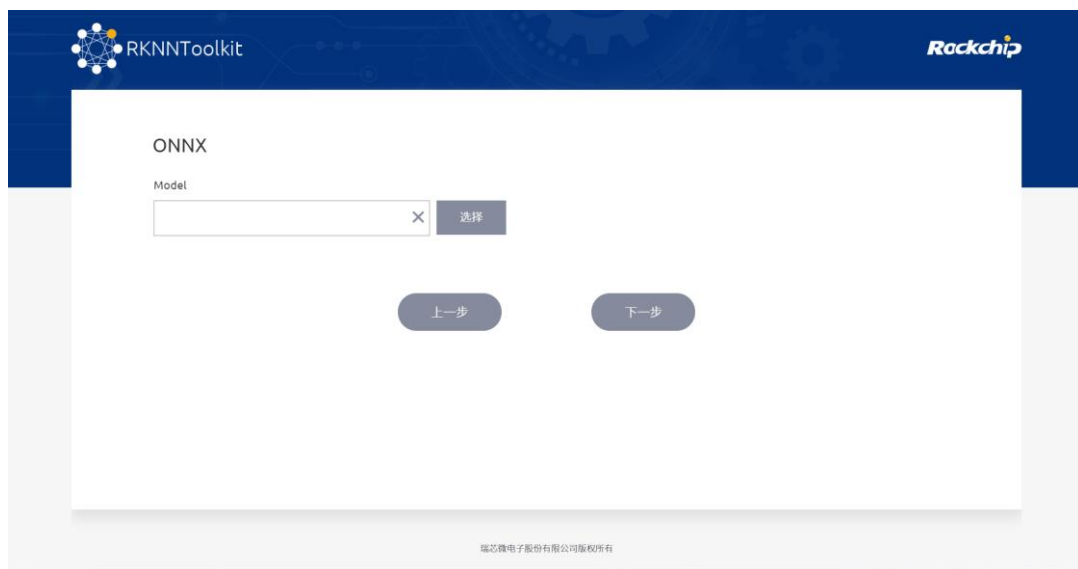 RKNNToolkit
Rockchip
ONNX
Model
选择
上一步
下一步
瑞芯微电子股份有限公司版权所有